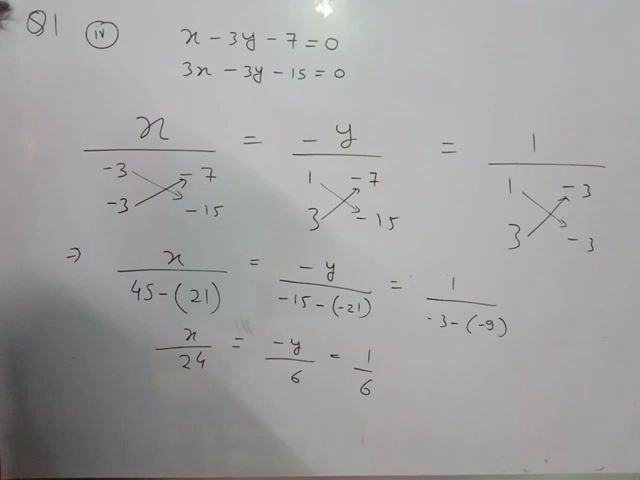 Q1 (iv) x - 3y - 7 = 0
3x - 3y - 15 = 0
x = - y = 1
-3 - 7 1 - 7 1 - 3
-3 - 15 3 - 15 3 - 3
⇒ x = - y = 1
45 - (21) -15 - (-21) -3 - (-9)
x = - y = 1
24 6 6